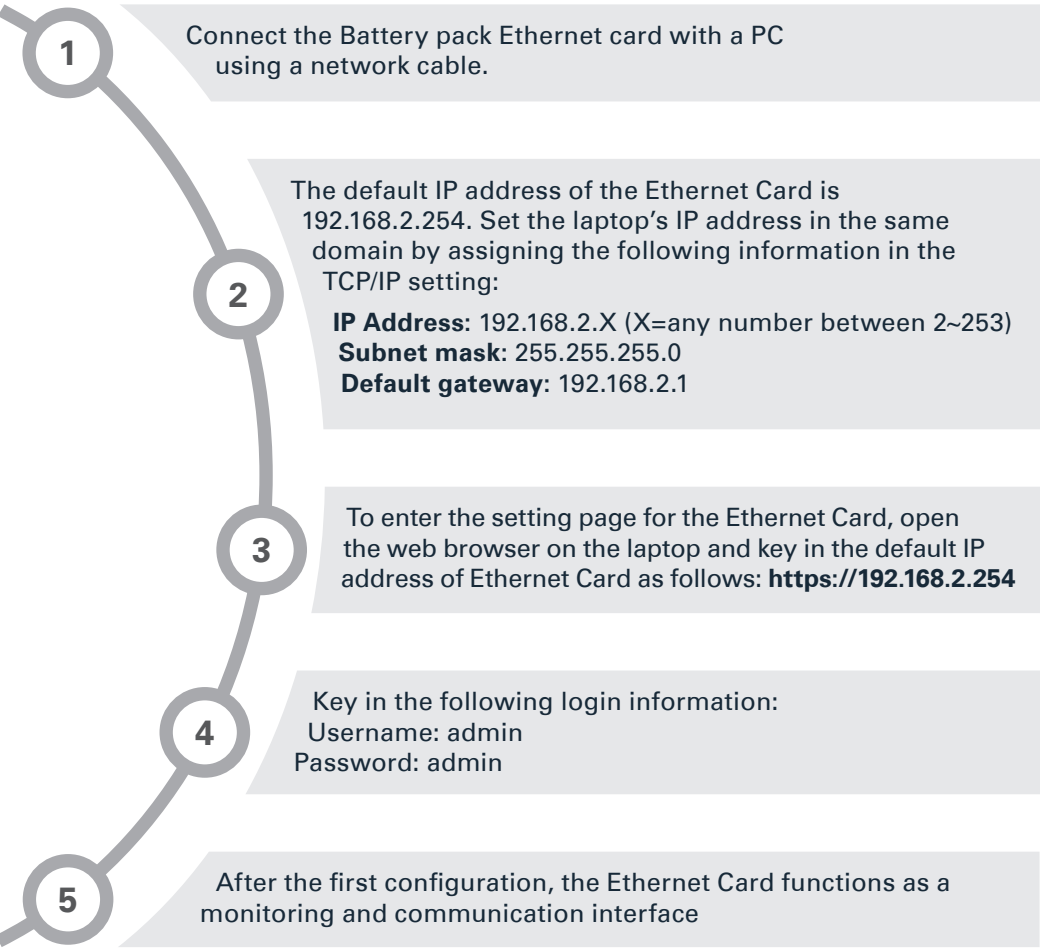 1
Connect the Battery pack Ethernet card with a PC
using a network cable.
2
The default IP address of the Ethernet Card is
192.168.2.254. Set the laptop’s IP address in the same
domain by assigning the following information in the
TCP/IP setting:
IP Address: 192.168.2.X (X=any number between 2~253)
Subnet mask: 255.255.255.0
Default gateway: 192.168.2.1
3
To enter the setting page for the Ethernet Card, open
the web browser on the laptop and key in the default IP
address of Ethernet Card as follows: https://192.168.2.254
4
Key in the following login information:
Username: admin
Password: admin
5
After the first configuration, the Ethernet Card functions as a
monitoring and communication interface